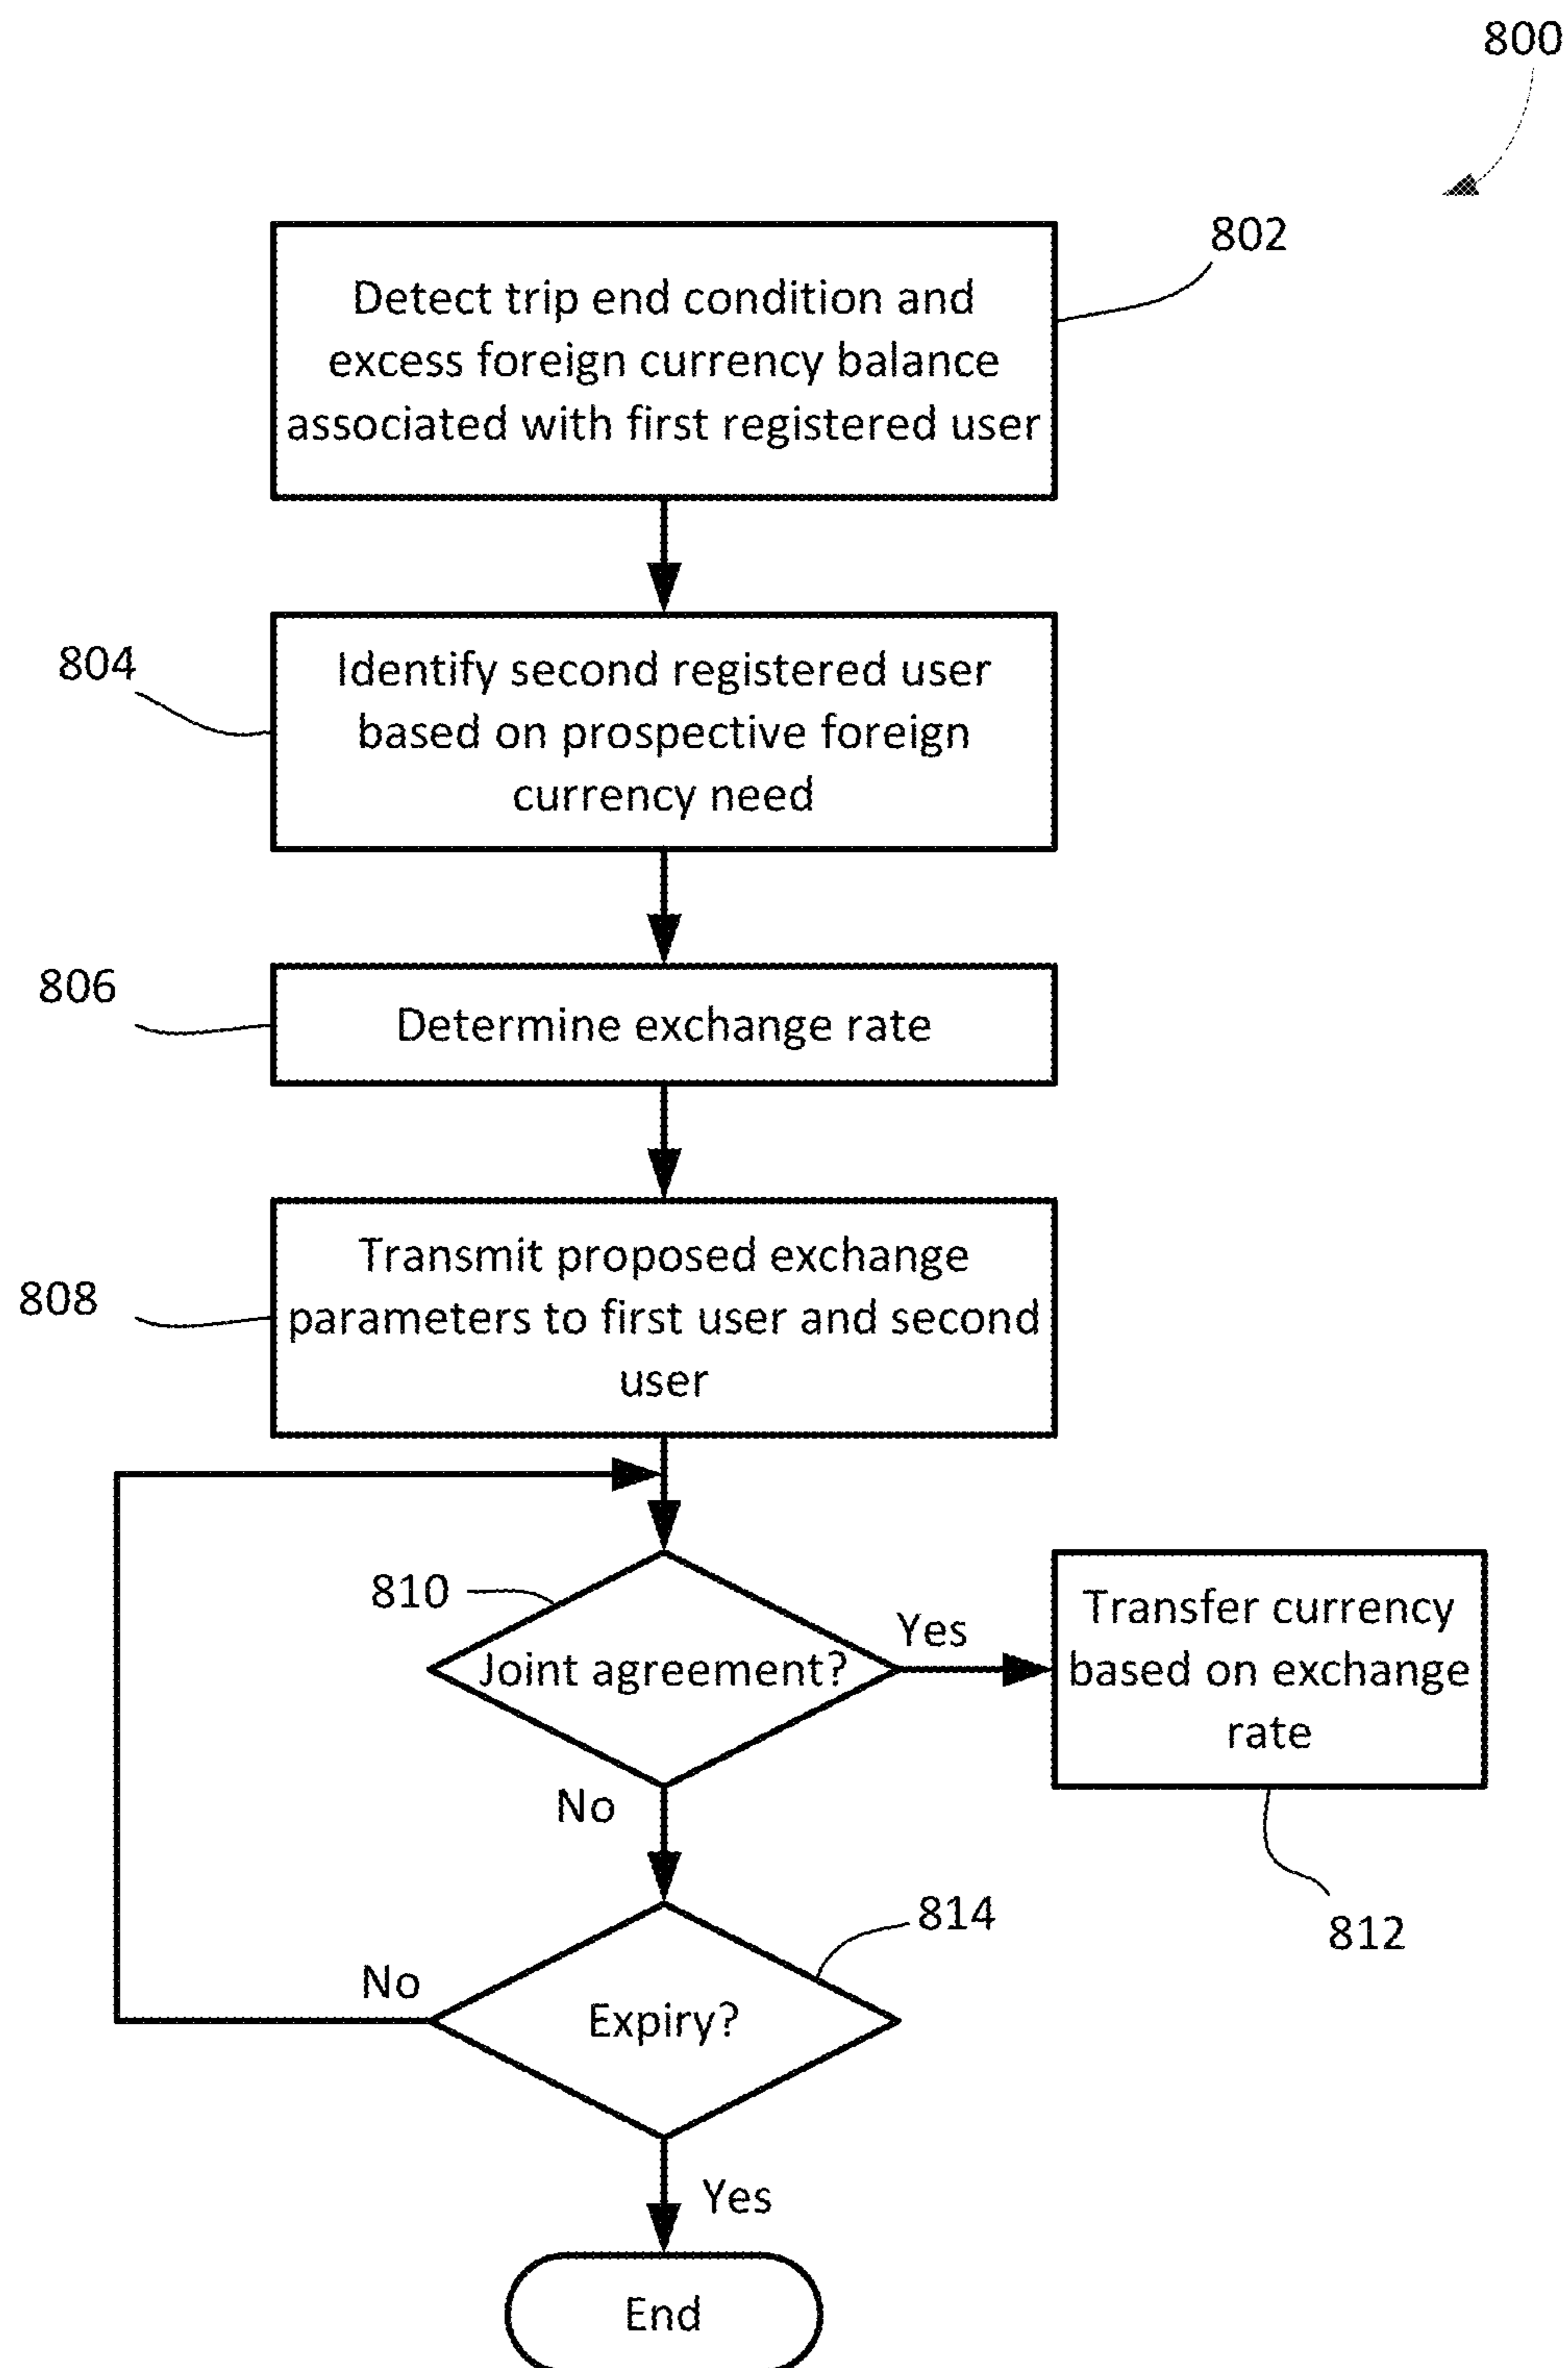 800
802
Detect trip end condition and
excess foreign currency balance
associated with first registered user
804
Identify second registered user
based on prospective foreign
currency need
806
Determine exchange rate
808
Transmit proposed exchange
parameters to first user and second
user
810
Joint agreement?
Yes
Transfer currency
based on exchange
rate
812
No
814
Expiry?
No
Yes
End